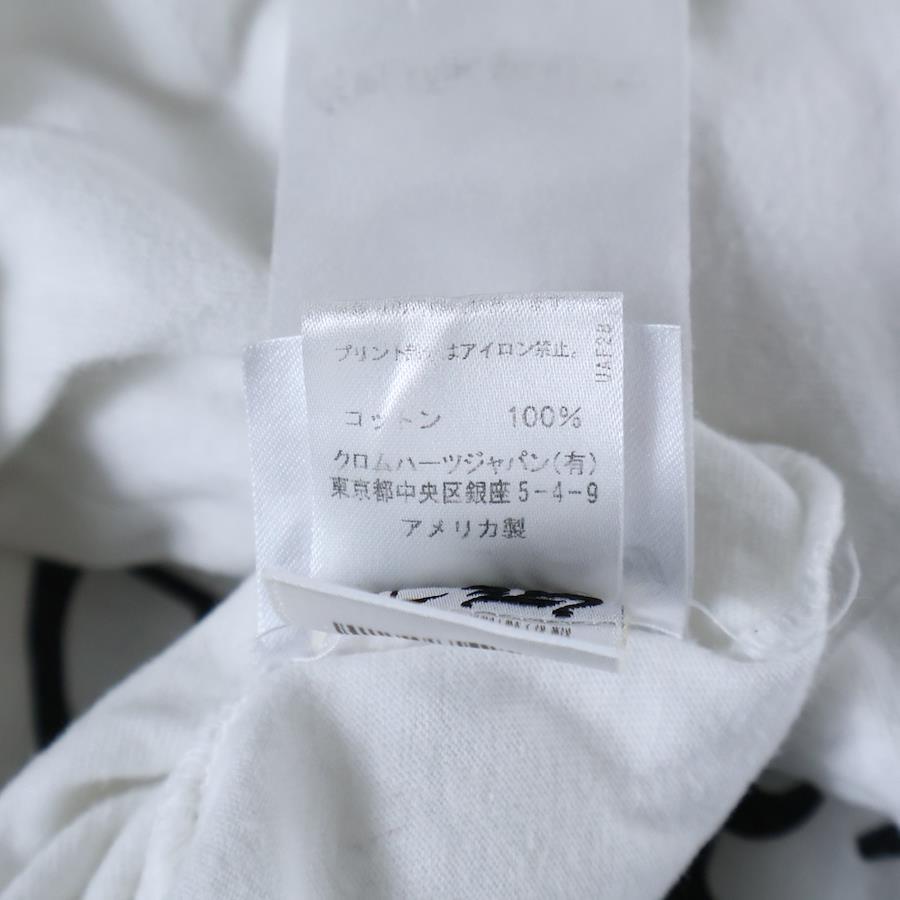 プリント はアイロン禁止。
UAF28
コットン 100%
クロムハーツジャパン(有)
東京都中央区銀座5-4-9
アメリカ製